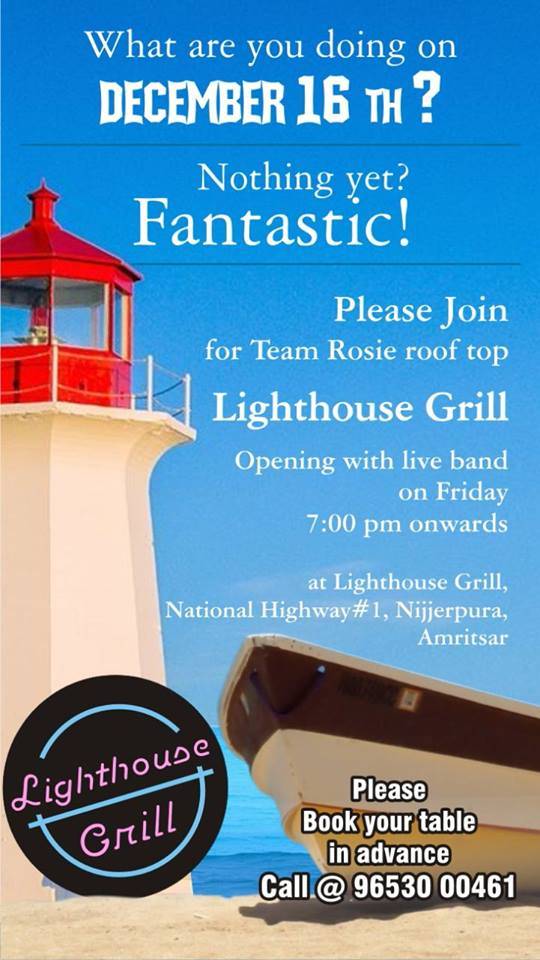 What are you doing on
DECEMBER 16 TH ?
Nothing yet?
Fantastic!
Please Join
for Team Rosie roof top
Lighthouse Grill
Opening with live band
on Friday
7:00 pm onwards
at Lighthouse Grill,
National Highway#1, Nijjerpura,
Amritsar
Lighthouse
Grill
Please
Book your table
in advance
Call @ 96530 00461